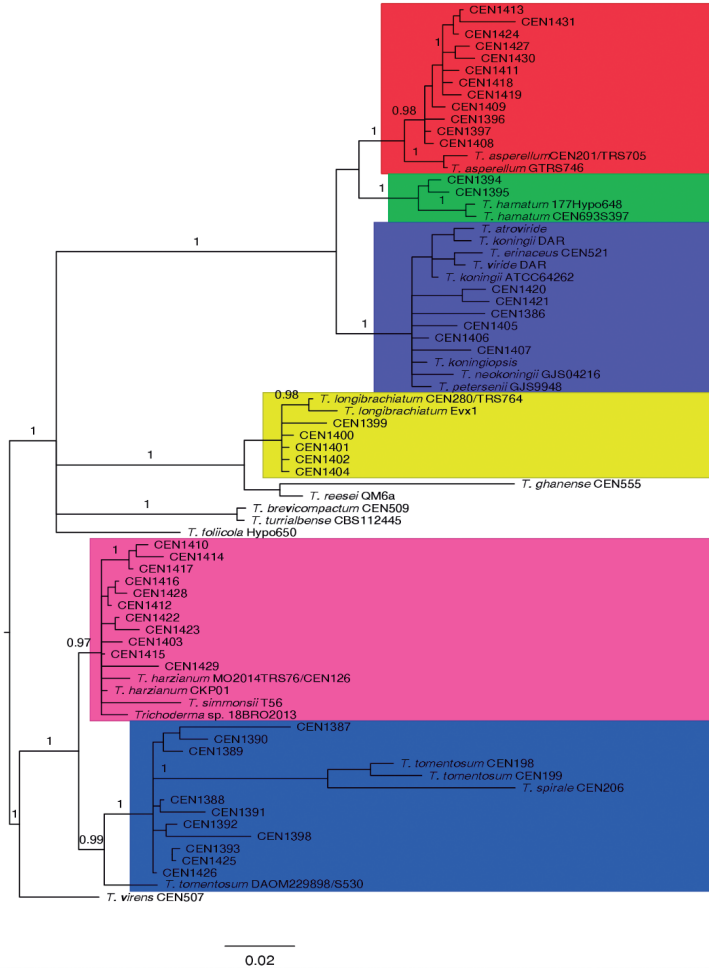 CEN1413
CEN1431
1
CEN1424
CEN1427
CEN1430
CEN1411
CEN1418
CEN1419
0.98
CEN1409
CEN1396
1
CEN1397
CEN1408
1
T. asperellumCEN201/TRS705
T. asperellum GTRS746
CEN1394
1
CEN1395
1
T. hamatum 177Hypo648
T. hamatum CEN693S397
T. atroviride
1
T. koningii DAR
T. erinaceus CEN521
T. viride DAR
T. koningii ATCC64262
CEN1420
CEN1421
CEN1386
1
CEN1405
CEN1406
CEN1407
T. koningiopsis
T. neokoningii GJS04216
T. petersenii GJS9948
0.98
T. longibrachiatum CEN280/TRS764
T. longibrachiatum Evx1
CEN1399
1
CEN1400
CEN1401
1
CEN1402
CEN1404
T. ghanense CEN555
T. reesei QM6a
1
T. brevicompactum CEN509
T. turrialbense CBS112445
T. foliicola Hypo650
CEN1410
1
CEN1414
CEN1417
CEN1416
CEN1428
CEN1412
CEN1422
CEN1423
0.97
CEN1403
CEN1415
CEN1429
T. harzianum MO2014TRS76/CEN126
T. harzianum CKP01
T. simmonsii T56
Trichoderma sp. 18BRO2013
CEN1387
CEN1390
1
CEN1389
T. tomentosum CEN198
1
T. tomentosum CEN199
T. spirale CEN206
1
1
CEN1388
CEN1391
CEN1392
0.99
CEN1398
CEN1393
CEN1425
CEN1426
T. tomentosum DAOM229898/S530
T. virens CEN507
0.02